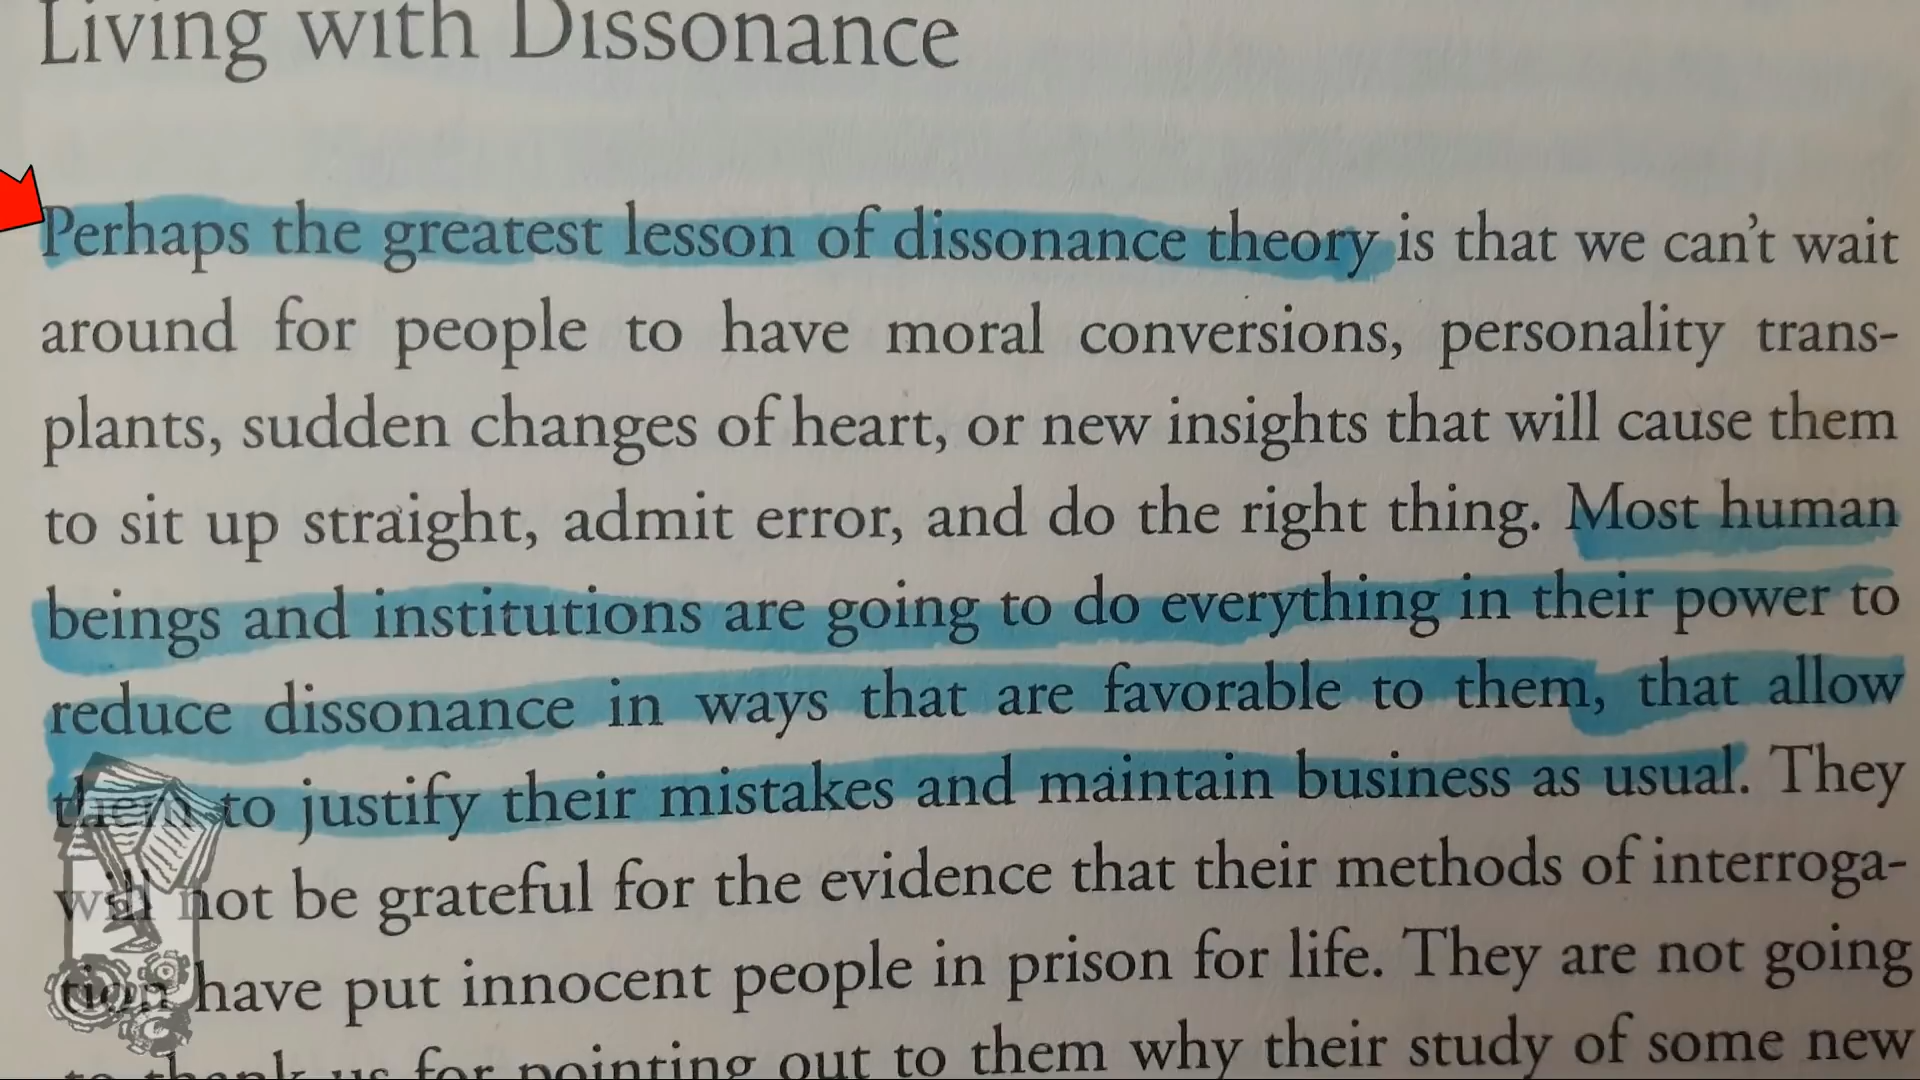 Living with Dissonance
Perhaps the greatest lesson of dissonance theory is that we can't wait
around for people to have moral conversions, personality trans-
plants, sudden changes of heart, or new insights that will cause them
to sit up straight, admit error, and do the right thing. Most human
beings and institutions are going to do everything in their power to
reduce dissonance in ways that are favorable to them, that allow
them to justify their mistakes and maintain business as usual. They
will not be grateful for the evidence that their methods of interroga-
tion have put innocent people in prison for life. They are not going
to thank us for pointing out to them why their study of some new